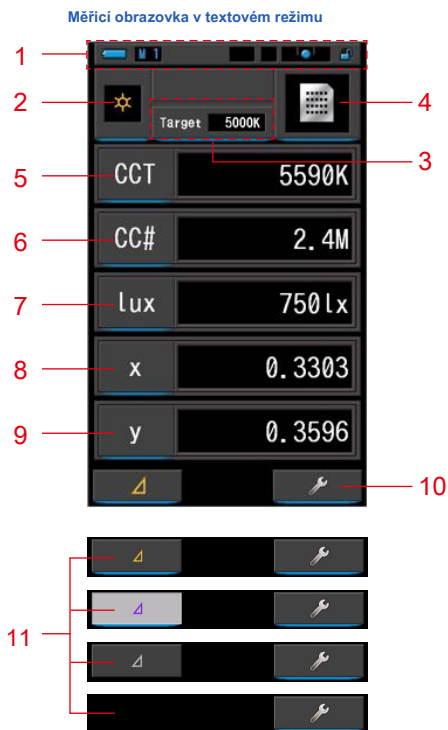 Měřicí obrazovka v textovém režimu
1
M 1
2
4
Target 5000K
3
5
CCT 5590K
6
CC# 2.4M
7
lux 750lx
8
x 0.3303
9
y 0.3596
10
11